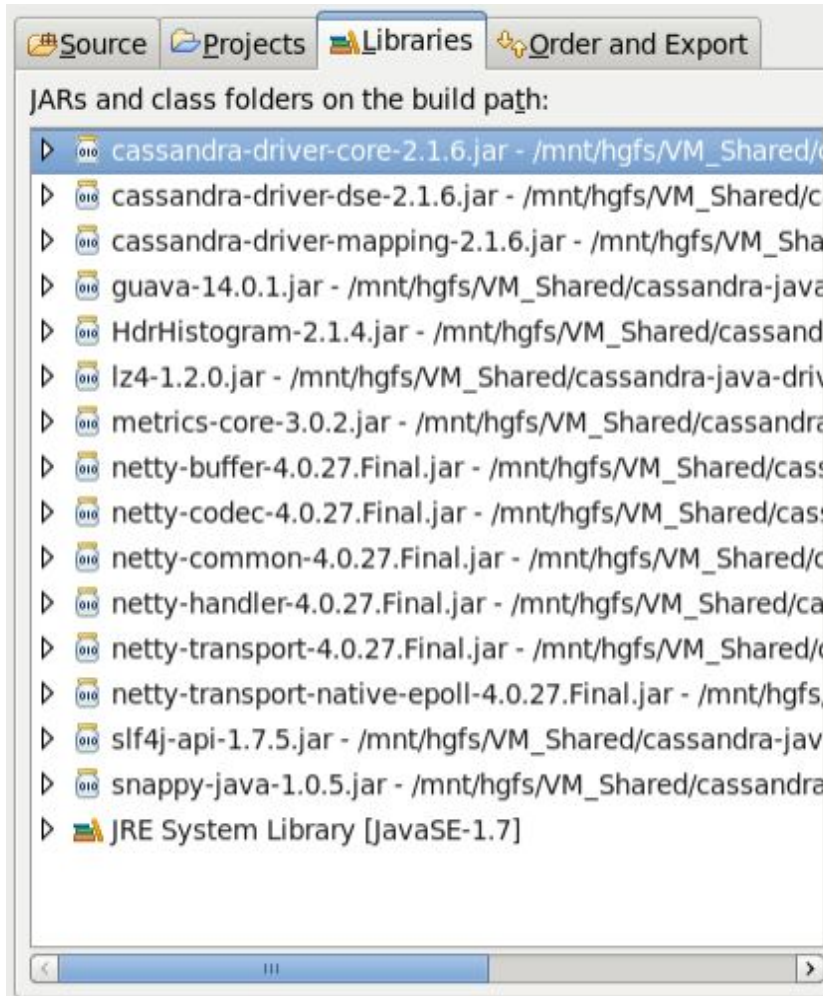 Source Projects Libraries Order and Export
JARs and class folders on the build path:
cassandra-driver-core-2.1.6.jar - /mnt/hgfs/VM_Shared/c
cassandra-driver-dse-2.1.6.jar - /mnt/hgfs/VM_Shared/c
cassandra-driver-mapping-2.1.6.jar - /mnt/hgfs/VM_Sha
guava-14.0.1.jar - /mnt/hgfs/VM_Shared/cassandra-java
HdrHistogram-2.1.4.jar - /mnt/hgfs/VM_Shared/cassand
lz4-1.2.0.jar - /mnt/hgfs/VM_Shared/cassandra-java-driv
metrics-core-3.0.2.jar - /mnt/hgfs/VM_Shared/cassandra
netty-buffer-4.0.27.Final.jar - /mnt/hgfs/VM_Shared/cass
netty-codec-4.0.27.Final.jar - /mnt/hgfs/VM_Shared/cass
netty-common-4.0.27.Final.jar - /mnt/hgfs/VM_Shared/c
netty-handler-4.0.27.Final.jar - /mnt/hgfs/VM_Shared/ca
netty-transport-4.0.27.Final.jar - /mnt/hgfs/VM_Shared/c
netty-transport-native-epoll-4.0.27.Final.jar - /mnt/hgfs/
slf4j-api-1.7.5.jar - /mnt/hgfs/VM_Shared/cassandra-jav
snappy-java-1.0.5.jar - /mnt/hgfs/VM_Shared/cassandra
JRE System Library [JavaSE-1.7]